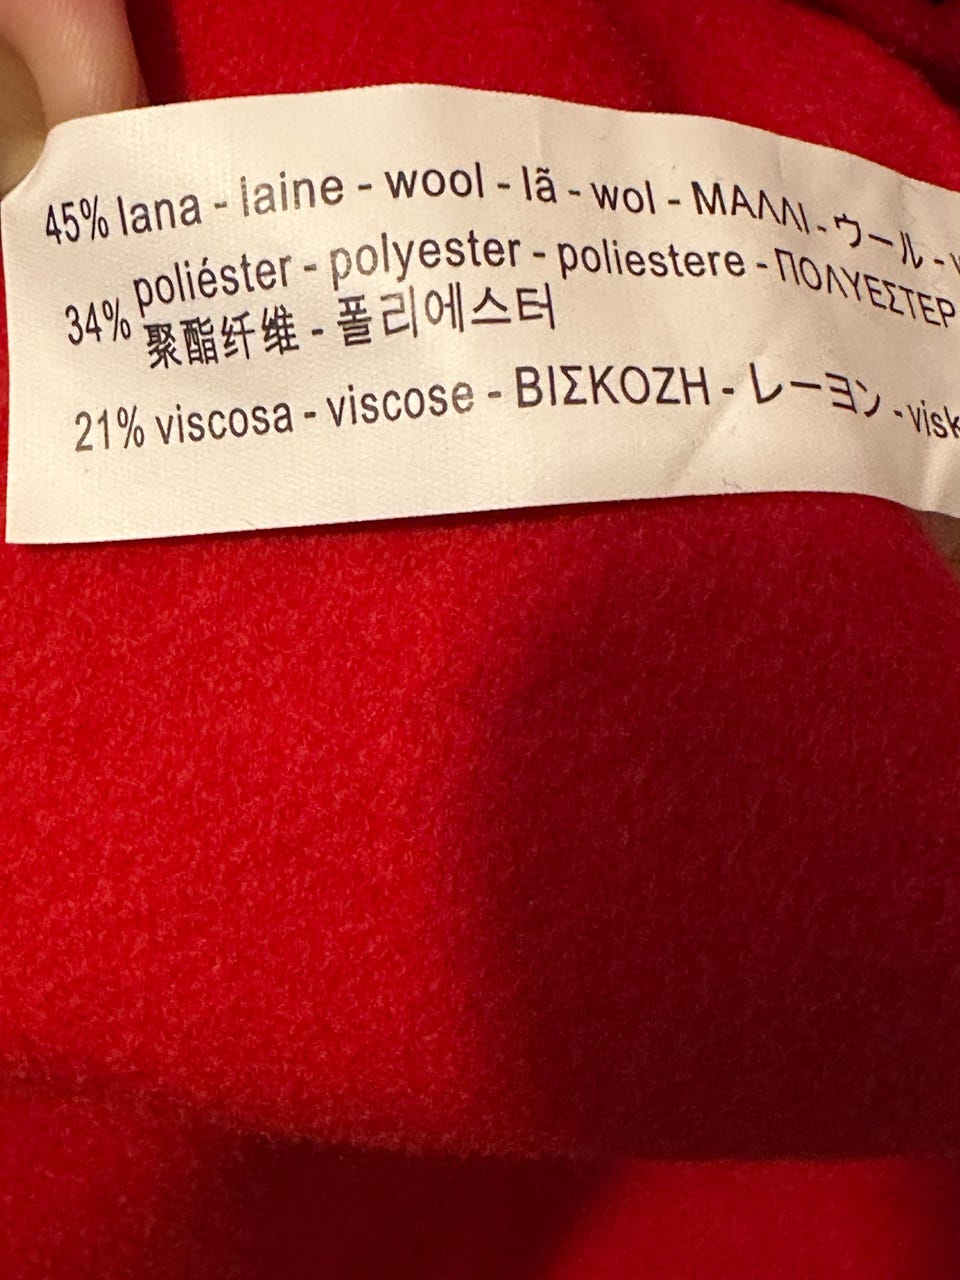 45% lana - laine - wool - lã - wol - ΜΑΛΛΙ - ウール -
34% poliéster - polyester - poliestere - ΠΟΛΥΕΣΤΕΡ
聚酯纤维 - 폴리에스터
21% viscosa - viscose - ΒΙΣΚΟΖΗ - レーヨン - visk